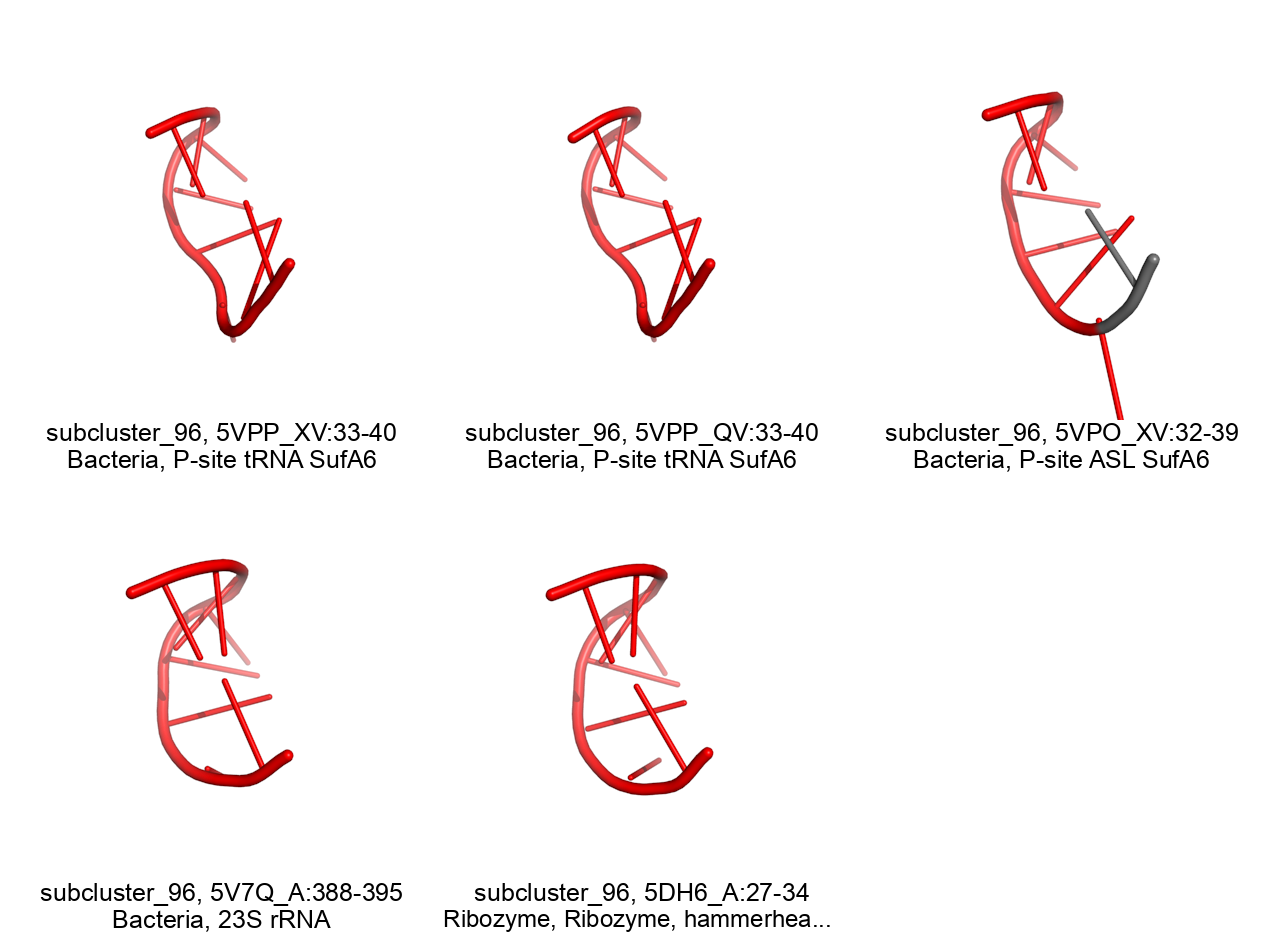 subcluster_96, 5VPP_XV:33-40
Bacteria, P-site tRNA SufA6
subcluster_96, 5VPP_QV:33-40
Bacteria, P-site tRNA SufA6
subcluster_96, 5VPO_XV:32-39
Bacteria, P-site ASL SufA6
subcluster_96, 5V7Q_A:388-395
Bacteria, 23S rRNA
subcluster_96, 5DH6_A:27-34
Ribozyme, Ribozyme, hammerhea...